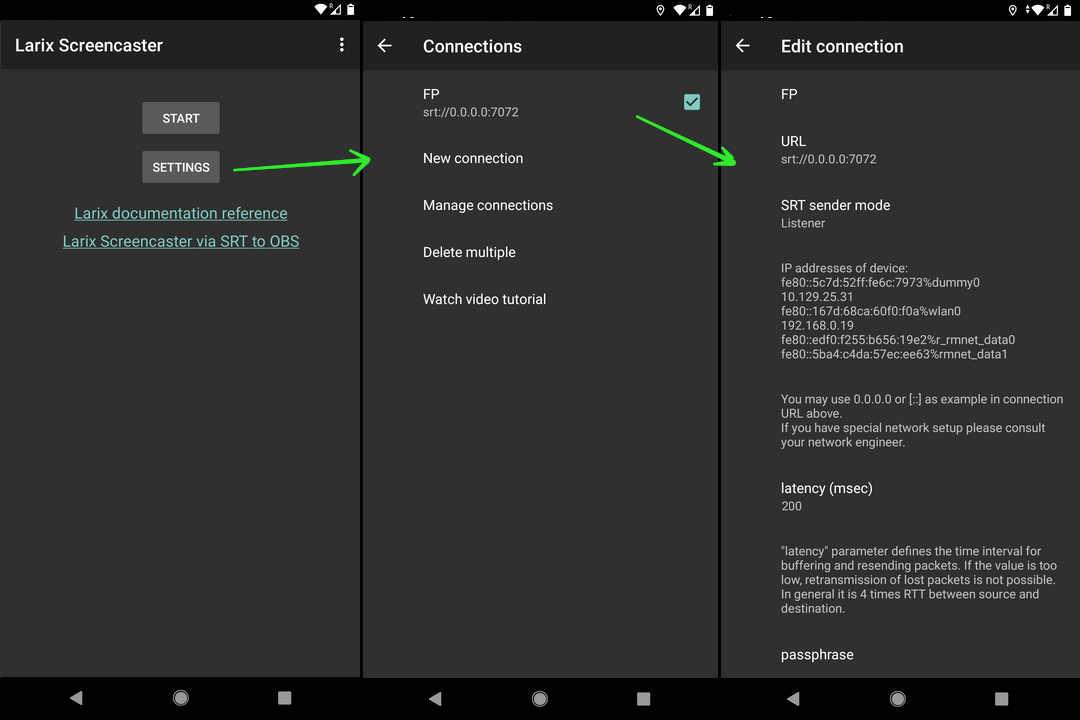 Larix Screencaster
START
SETTINGS
Larix documentation reference
Larix Screencaster via SRT to OBS
Connections
FP
srt://0.0.0.0:7072
New connection
Manage connections
Delete multiple
Watch video tutorial
Edit connection
FP
URL
srt://0.0.0.0:7072
SRT sender mode
Listener
IP addresses of device:
fe80::5c7d:52ff:fe6c:7973%dummy0
10.129.25.31
fe80::167d:68ca:60f0:f0a%wlan0
192.168.0.19
fe80::edf0:f255:b656:19e2%r_rmnet_data0
fe80::5ba4:c4da:57ec:ee63%rmnet_data1
You may use 0.0.0.0 or [::] as example in connection
URL above.
If you have special network setup please consult
your network engineer.
latency (msec)
200
"latency" parameter defines the time interval for
buffering and resending packets. If the value is too
low, retransmission of lost packets is not possible.
In general it is 4 times RTT between source and
destination.
passphrase